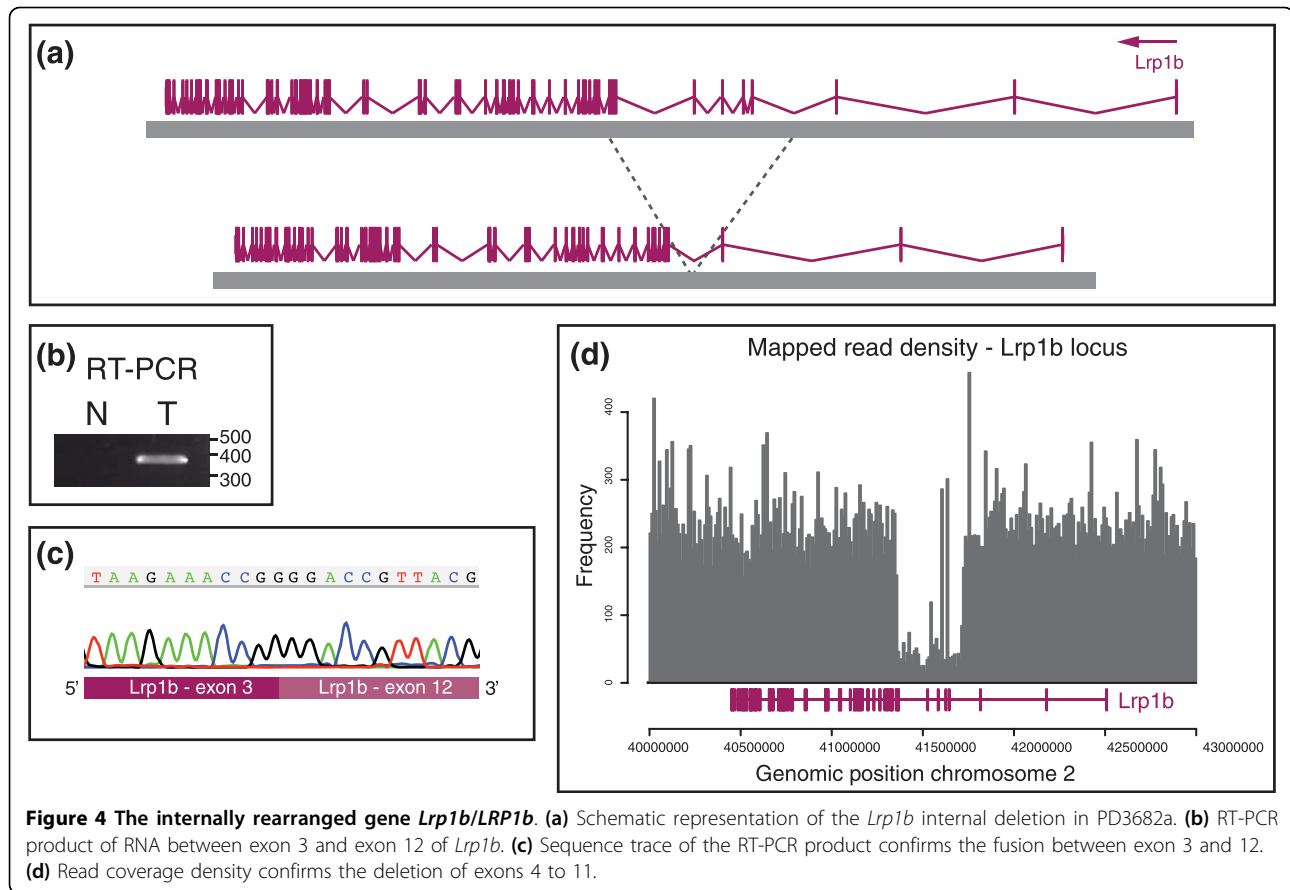 (a)
Lrp1b
(b)
RT-PCR
N T
500
400
300
(c)
TAAGAAACCGGGGACCGTTACG
5’ Lrp1b - exon 3 Lrp1b - exon 12 3’
(d)
Mapped read density - Lrp1b locus
Frequency
400
300
200
100
0
Lrp1b
40000000 40500000 41000000 41500000 42000000 42500000 43000000
Genomic position chromosome 2
Figure 4 The internally rearranged gene Lrp1b/LRP1b. (a) Schematic representation of the Lrp1b internal deletion in PD3682a. (b) RT-PCR
product of RNA between exon 3 and exon 12 of Lrp1b. (c) Sequence trace of the RT-PCR product confirms the fusion between exon 3 and 12.
(d) Read coverage density confirms the deletion of exons 4 to 11.